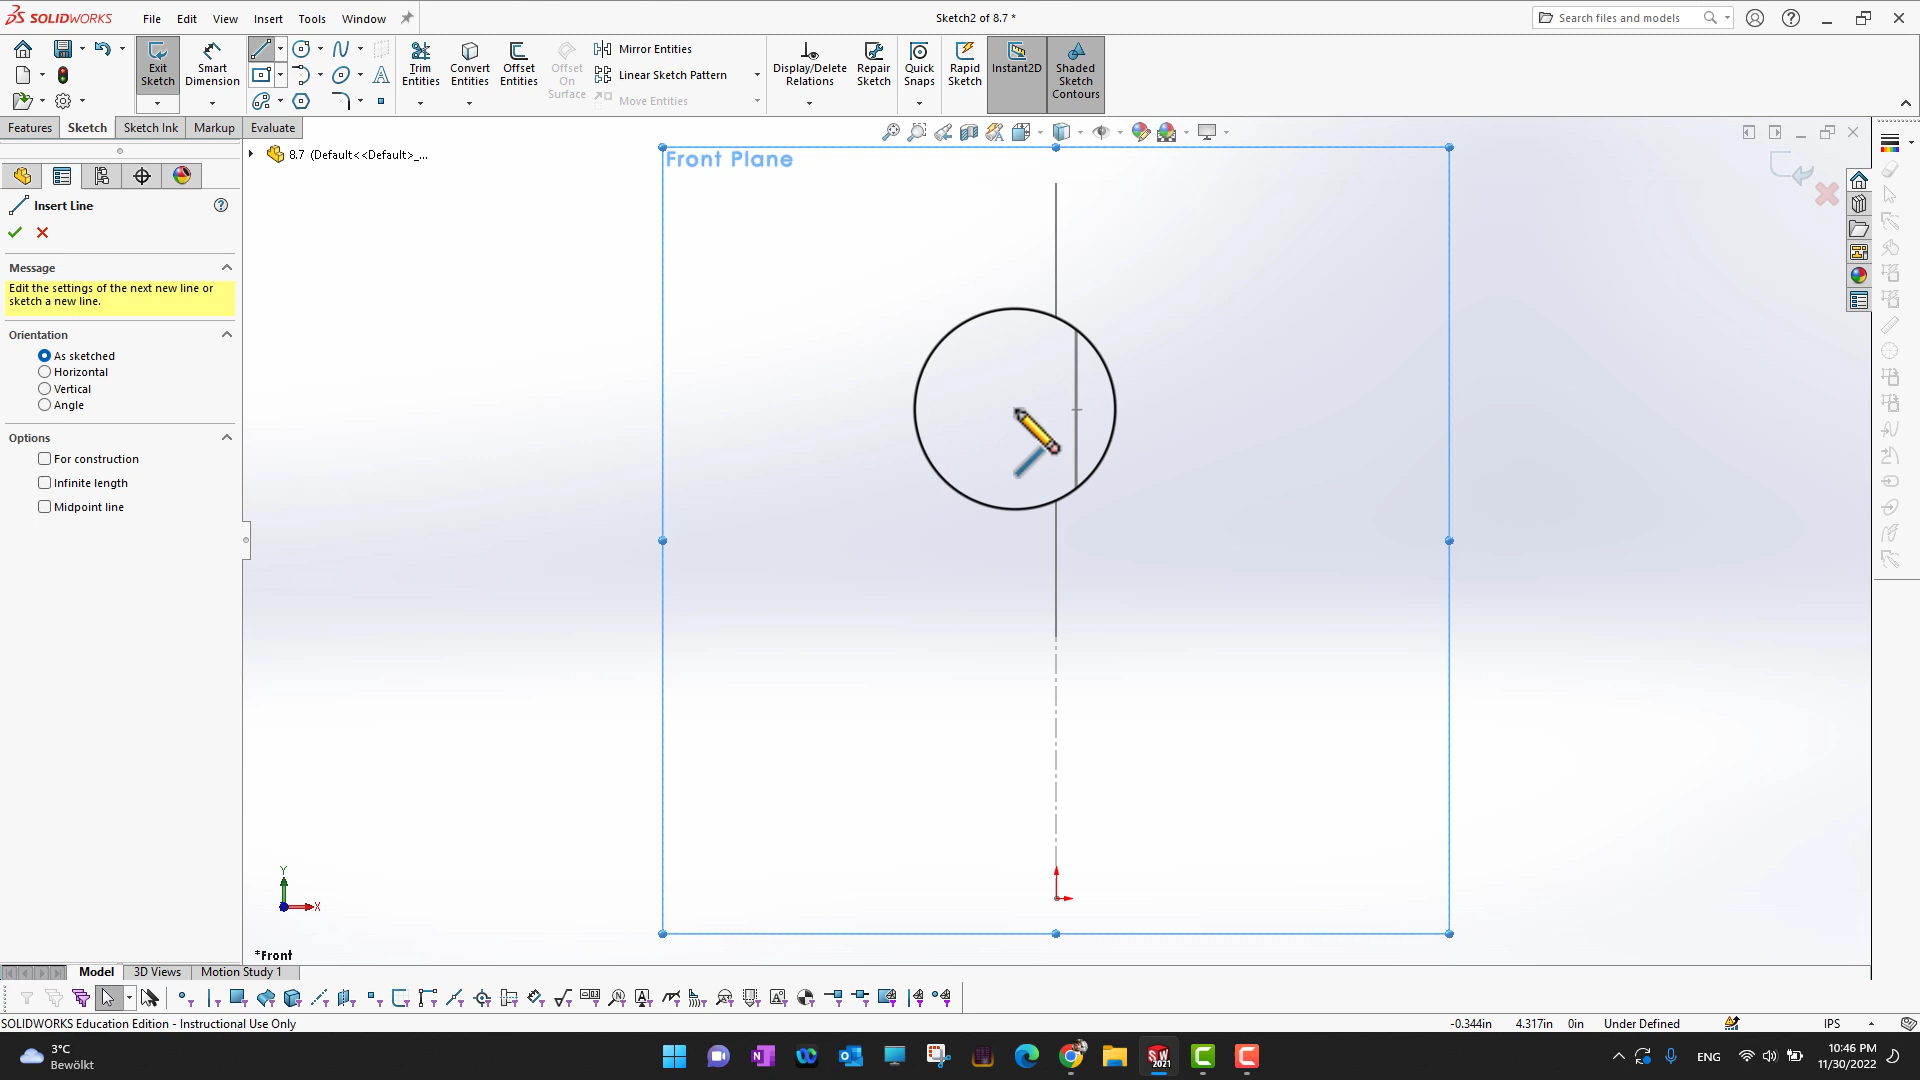 SOLIDWORKS
File
Edit
View
Insert
Tools
Window
Sketch2 of 8.7 *
Search files and models
Exit
Sketch
Smart
Dimension
Trim
Entities
Convert
Entities
Offset
Entities
Offset
On
Surface
Mirror Entities
Linear Sketch Pattern
Move Entities
Display/Delete
Relations
Repair
Sketch
Quick
Snaps
Rapid
Sketch
Instant2D
Shaded
Sketch
Contours
Features
Sketch
Sketch Ink
Markup
Evaluate
8.7 (Default<<Default>_...
Front Plane
Insert Line
Message
Edit the settings of the next new line or
sketch a new line.
Orientation
As sketched
Horizontal
Vertical
Angle
Options
For construction
Infinite length
Midpoint line
Y
X
*Front
Model
3D Views
Motion Study 1
SOLIDWORKS Education Edition - Instructional Use Only
-0.344in
4.317in
0in
Under Defined
IPS
3°C
Bewölkt
SW
2021
ENG
10:46 PM
11/30/2022